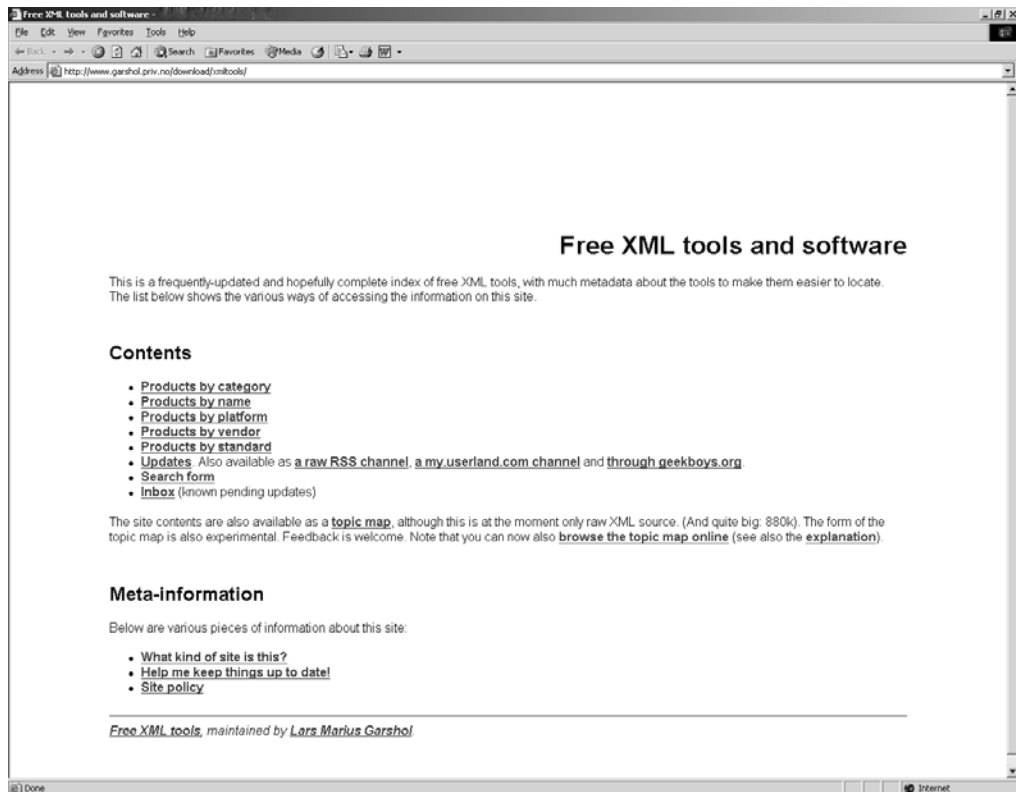 Free XML tools and software -
File Edit View Favorites Tools Help
Back Search Favorites Media
Address http://www.garshol.priv.no/download/xmltools/
Free XML tools and software
This is a frequently-updated and hopefully complete index of free XML tools, with much metadata about the tools to make them easier to locate.
The list below shows the various ways of accessing the information on this site.
Contents
• Products by category
• Products by name
• Products by platform
• Products by vendor
• Products by standard
• Updates. Also available as a raw RSS channel, a my.userland.com channel and through geekboys.org.
• Search form
• Inbox (known pending updates)
The site contents are also available as a topic map, although this is at the moment only raw XML source. (And quite big: 880k). The form of the
topic map is also experimental. Feedback is welcome. Note that you can now also browse the topic map online (see also the explanation).
Meta-information
Below are various pieces of information about this site:
• What kind of site is this?
• Help me keep things up to date!
• Site policy
Free XML tools, maintained by Lars Marius Garshol.
Done Internet